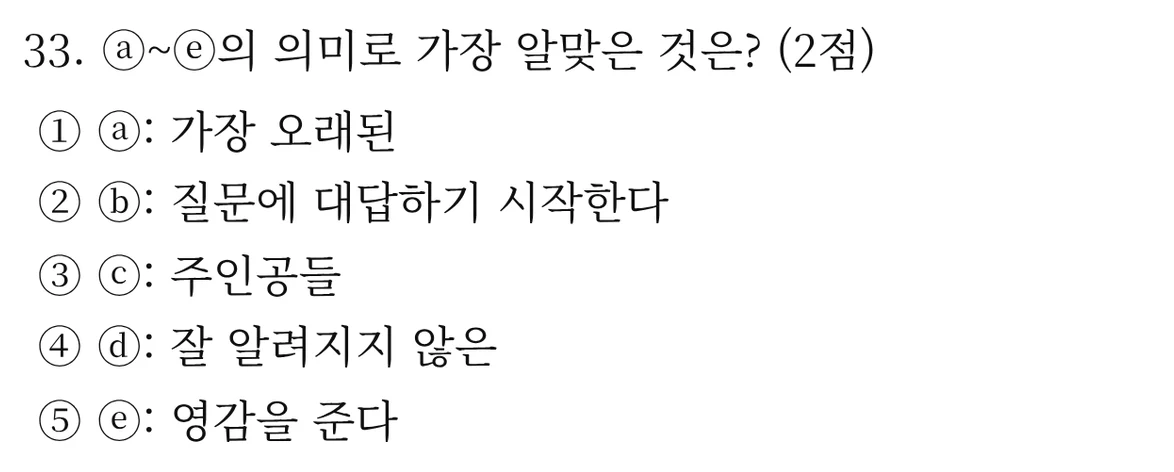 33. ⓐ~ⓔ의 의미로 가장 알맞은 것은? (2점)
① ⓐ: 가장 오래된
② ⓑ: 질문에 대답하기 시작한다
③ ⓒ: 주인공들
④ ⓓ: 잘 알려지지 않은
⑤ ⓔ: 영감을 준다